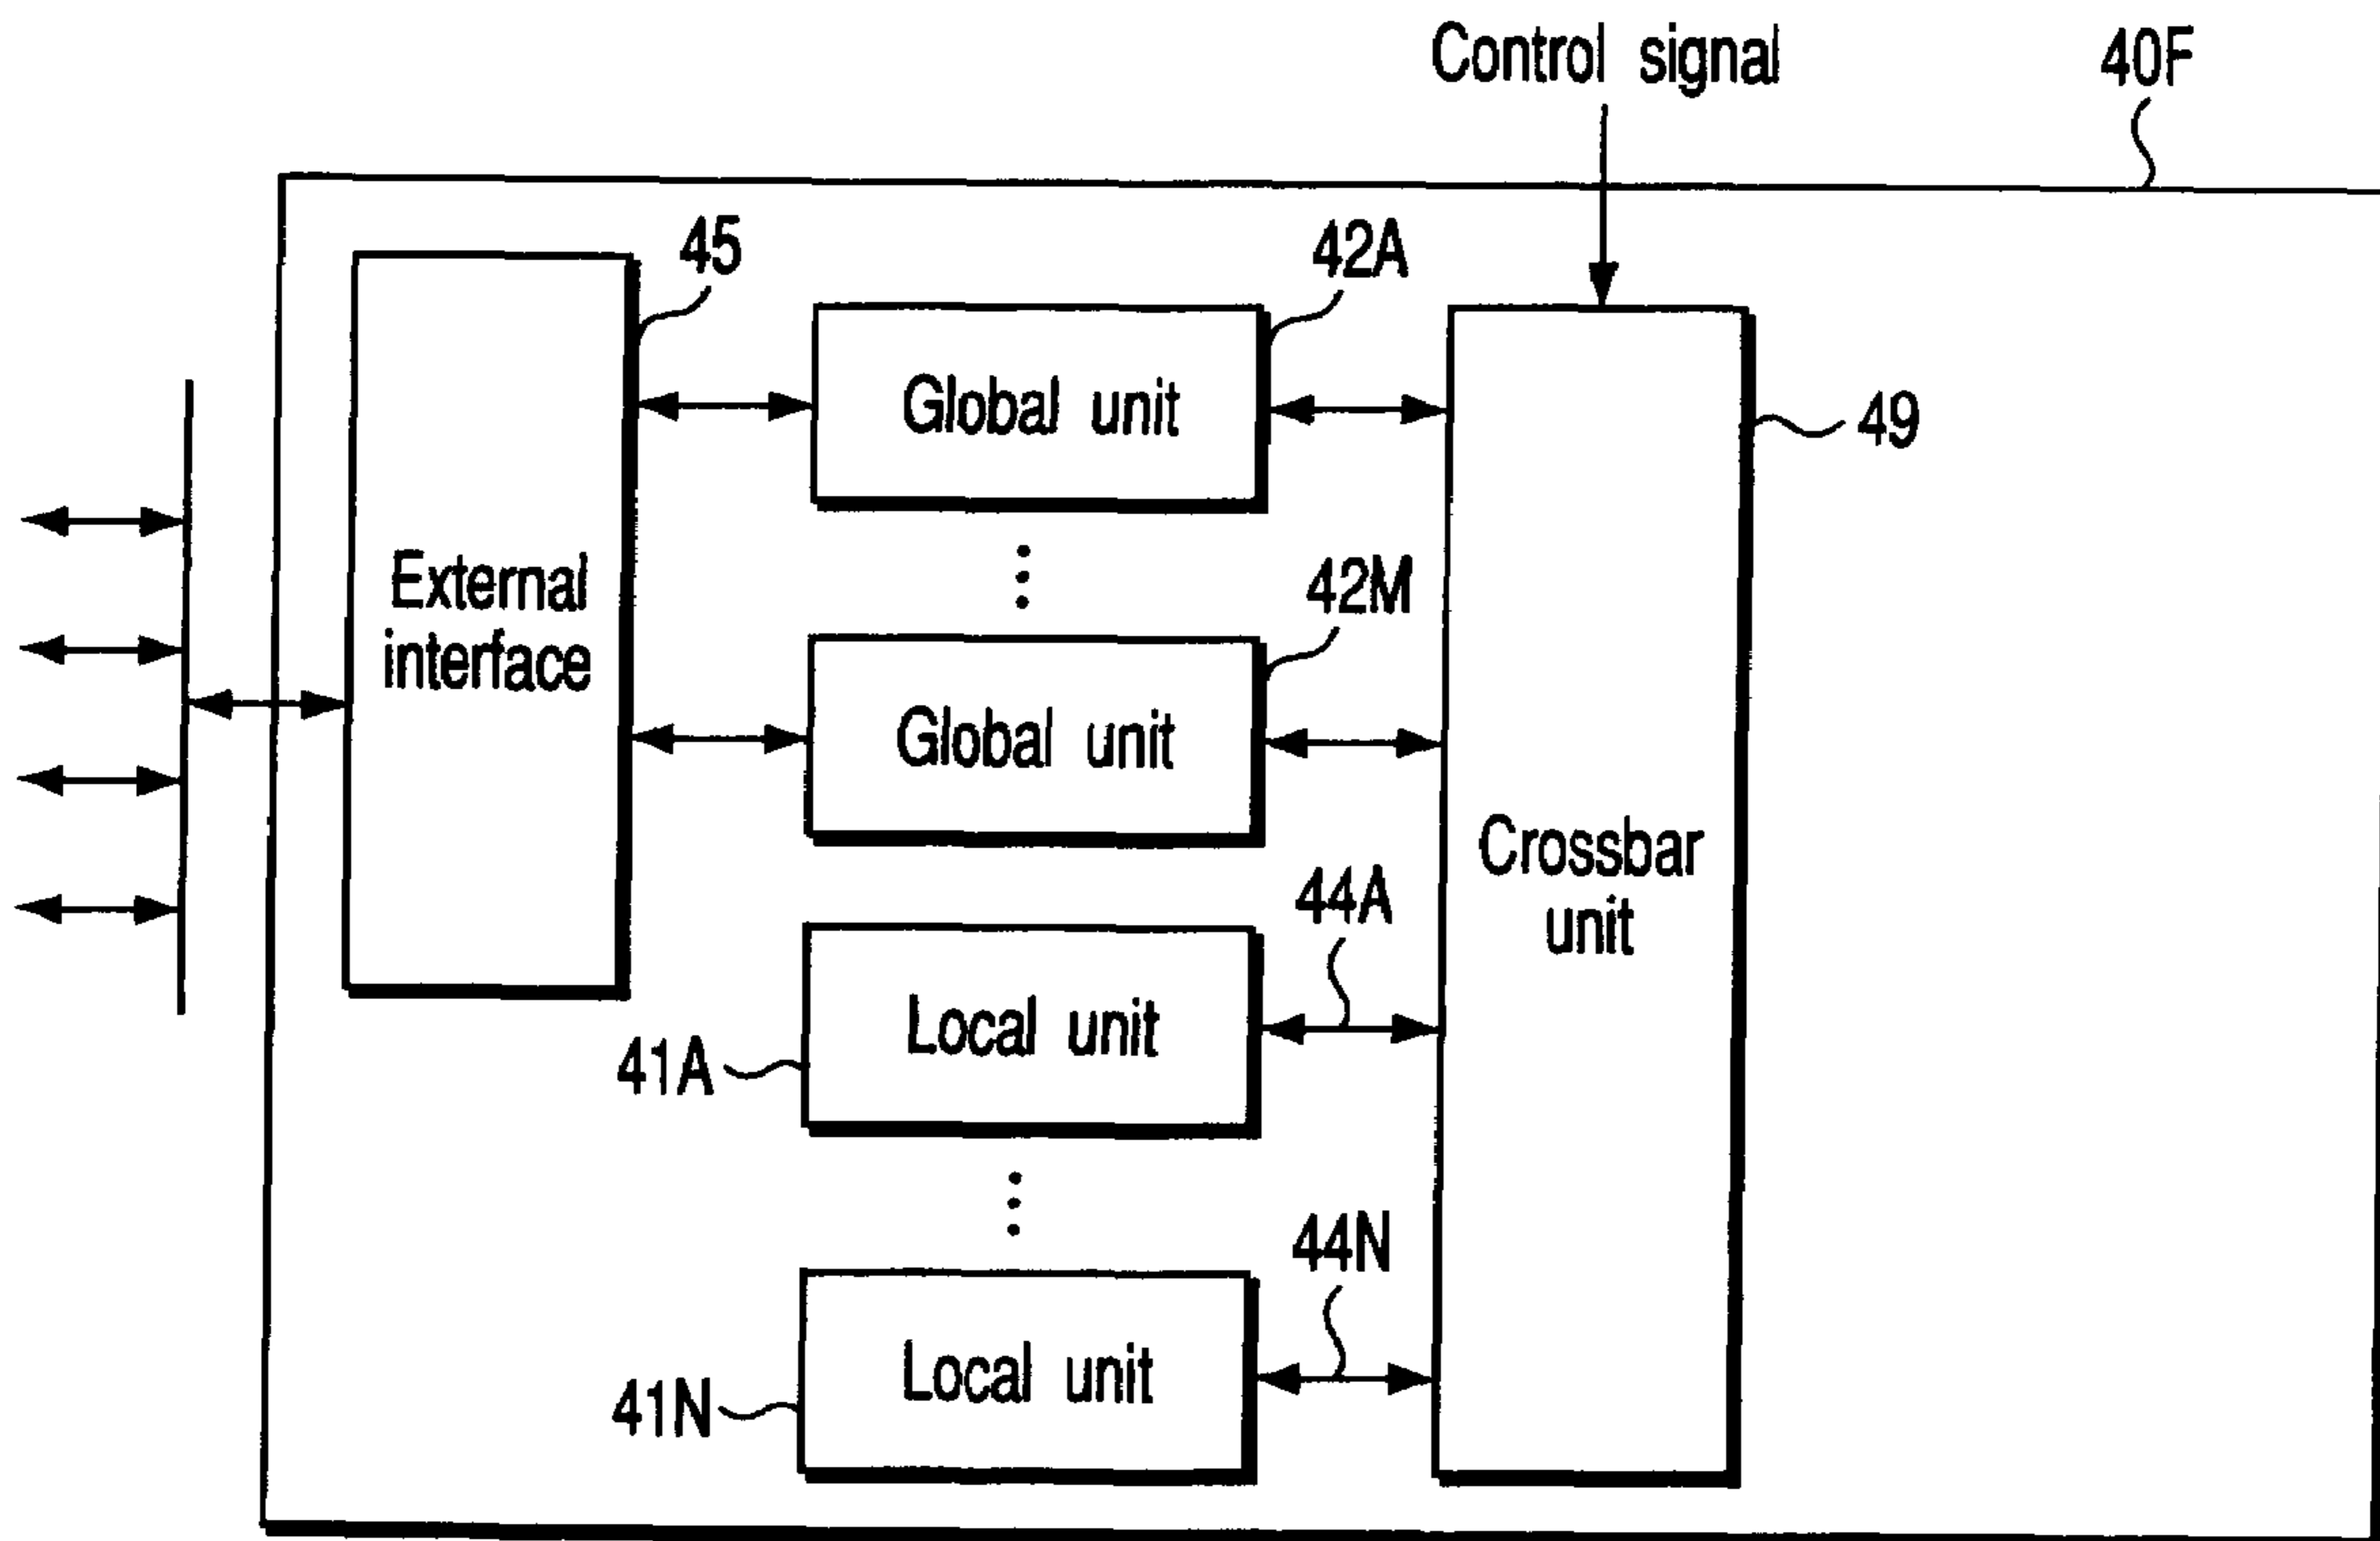 Control signal
40F
45
42A
Global unit
49
External
interface
42M
Global unit
Crossbar
unit
44A
Local unit
41A
44N
Local unit
41N